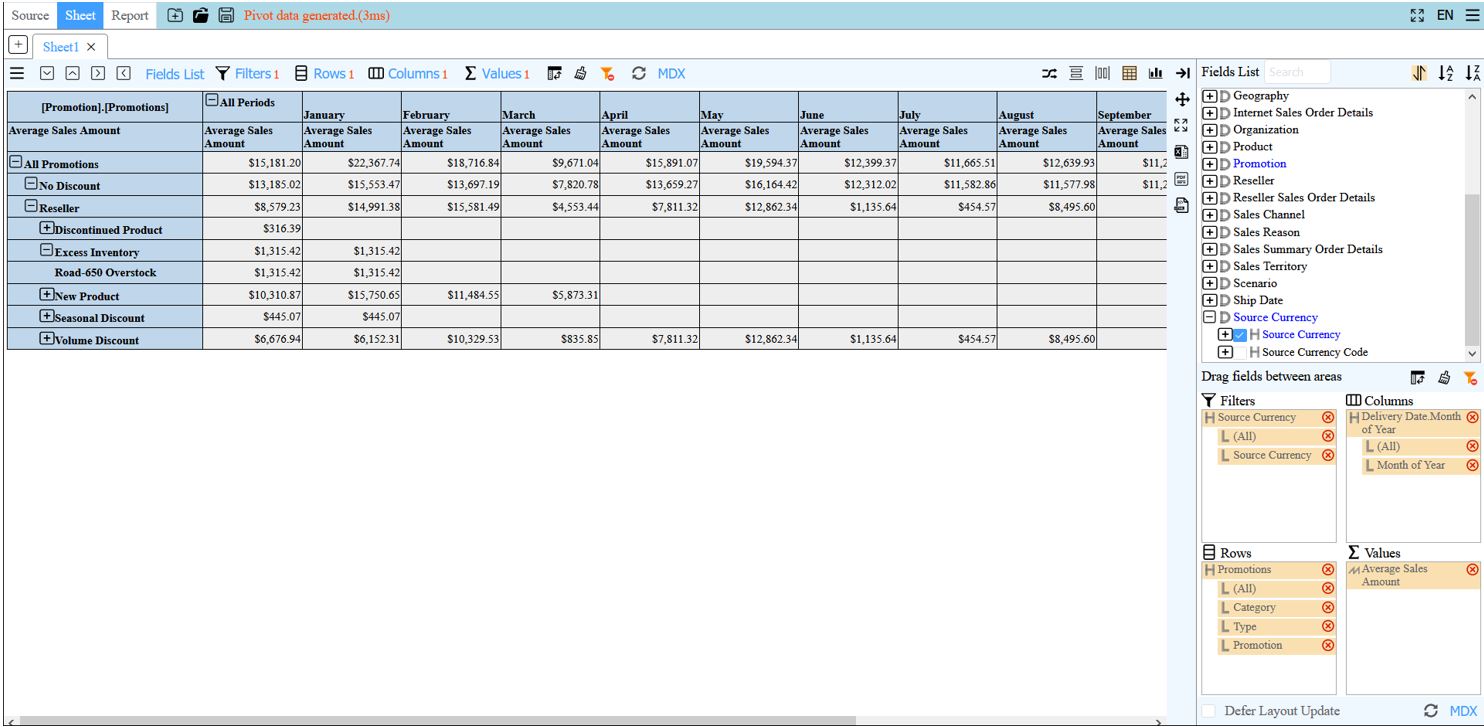 Source Sheet Report Pivot data generated.(3ms) EN
Sheet1
Fields List Filters 1 Rows 1 Columns 1 Values 1 MDX
[Promotion].[Promotions] All Periods
January February March April May June July August September
Average Sales Amount Average Sales Average Sales Average Sales Average Sales Average Sales Average Sales Average Sales Average Sales Average Sales Average Sales
Amount Amount Amount Amount Amount Amount Amount Amount Amount Amount
All Promotions $15,181.20 $22,367.74 $18,716.84 $9,671.04 $15,891.07 $19,594.37 $12,399.37 $11,665.51 $12,639.93 $11,2
No Discount $13,185.02 $15,553.47 $13,697.19 $7,820.78 $13,659.27 $16,164.42 $12,312.02 $11,582.86 $11,577.98 $11,2
Reseller $8,579.23 $14,991.38 $15,581.49 $4,553.44 $7,811.32 $12,862.34 $1,135.64 $454.57 $8,495.60
Discontinued Product $316.39
Excess Inventory $1,315.42 $1,315.42
Road-650 Overstock $1,315.42 $1,315.42
New Product $10,310.87 $15,750.65 $11,484.55 $5,873.31
Seasonal Discount $445.07 $445.07
Volume Discount $6,676.94 $6,152.31 $10,329.53 $835.85 $7,811.32 $12,862.34 $1,135.64 $454.57 $8,495.60
Fields List Search
Geography
Internet Sales Order Details
Organization
Product
Promotion
Reseller
Reseller Sales Order Details
Sales Channel
Sales Reason
Sales Summary Order Details
Sales Territory
Scenario
Ship Date
Source Currency
Source Currency
Source Currency Code
Drag fields between areas
Filters
Source Currency
(All)
Source Currency
Columns
Delivery Date.Month
of Year
(All)
Month of Year
Rows
Promotions
(All)
Category
Type
Promotion
Values
Average Sales
Amount
Defer Layout Update MDX